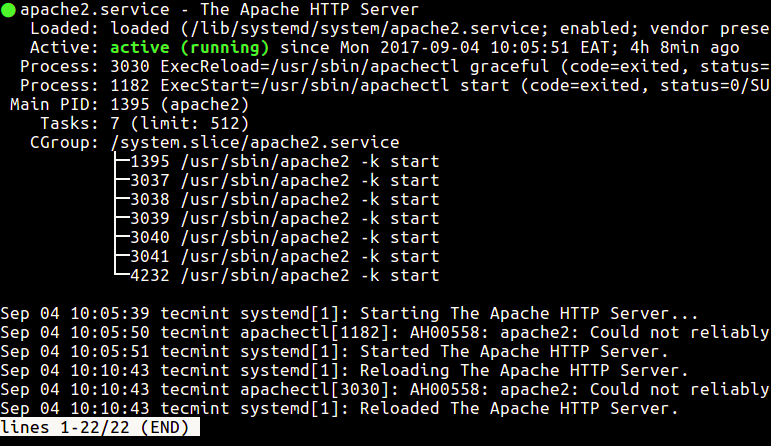 ● apache2.service - The Apache HTTP Server
   Loaded: loaded (/lib/systemd/system/apache2.service; enabled; vendor prese
   Active: active (running) since Mon 2017-09-04 10:05:51 EAT; 4h 8min ago
  Process: 3030 ExecReload=/usr/sbin/apachectl graceful (code=exited, status=
  Process: 1182 ExecStart=/usr/sbin/apachectl start (code=exited, status=0/SU
 Main PID: 1395 (apache2)
    Tasks: 7 (limit: 512)
   CGroup: /system.slice/apache2.service
           ├─1395 /usr/sbin/apache2 -k start
           ├─3037 /usr/sbin/apache2 -k start
           ├─3038 /usr/sbin/apache2 -k start
           ├─3039 /usr/sbin/apache2 -k start
           ├─3040 /usr/sbin/apache2 -k start
           ├─3041 /usr/sbin/apache2 -k start
           └─4232 /usr/sbin/apache2 -k start

Sep 04 10:05:39 tecmint systemd[1]: Starting The Apache HTTP Server...
Sep 04 10:05:50 tecmint apachectl[1182]: AH00558: apache2: Could not reliably
Sep 04 10:05:51 tecmint systemd[1]: Started The Apache HTTP Server.
Sep 04 10:10:43 tecmint systemd[1]: Reloading The Apache HTTP Server.
Sep 04 10:10:43 tecmint apachectl[3030]: AH00558: apache2: Could not reliably
Sep 04 10:10:43 tecmint systemd[1]: Reloaded The Apache HTTP Server.
lines 1-22/22 (END)